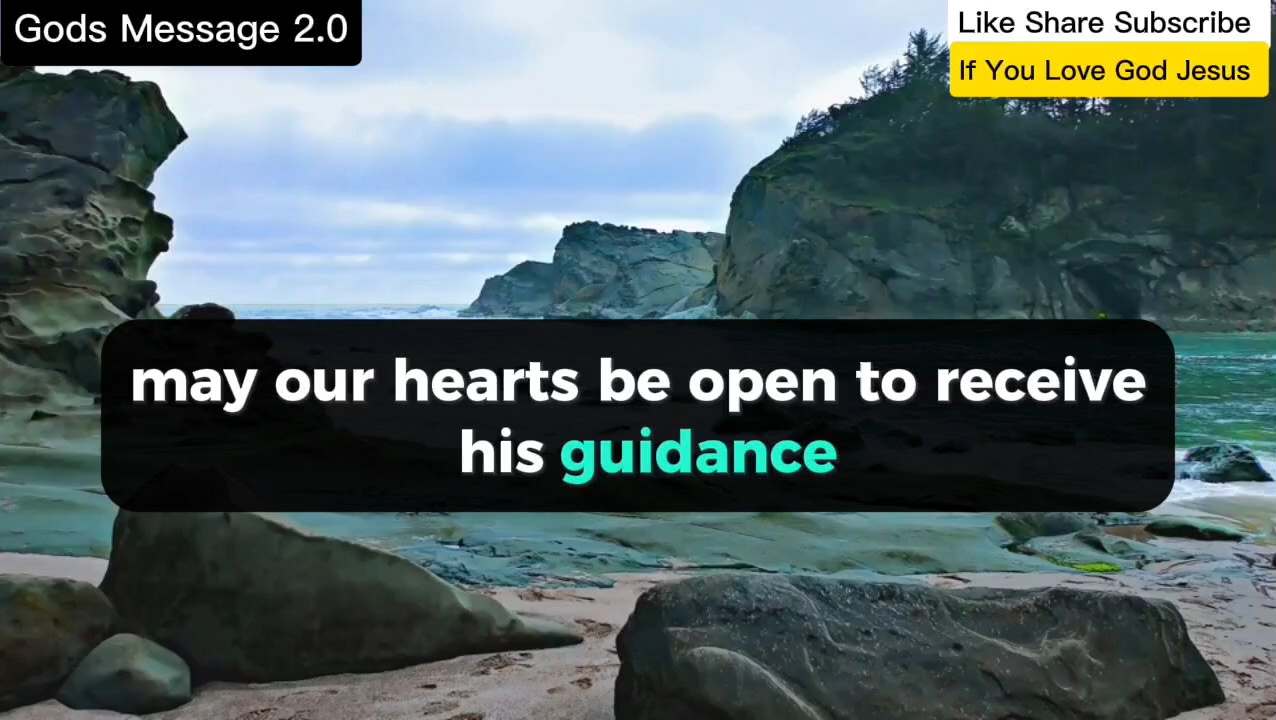 Gods Message 2.0
Like Share Subscribe
If You Love God Jesus
may our hearts be open to receive
his guidance